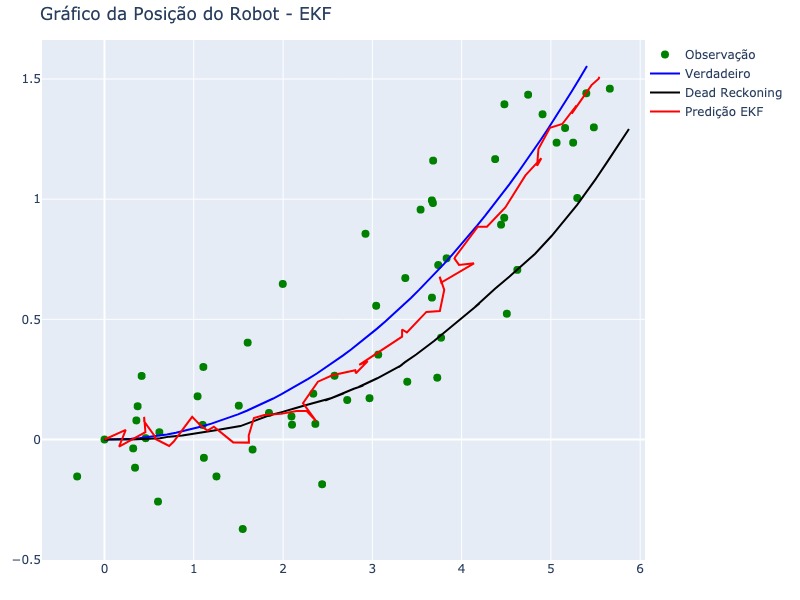 Gráfico da Posição do Robot - EKF
Observação
Verdadeiro
Dead Reckoning
Predição EKF
1.5
1
0.5
0
−0.5
0 1 2 3 4 5 6